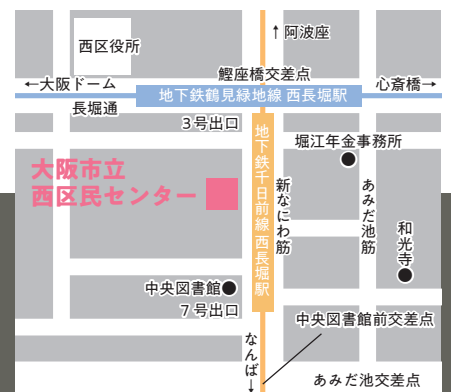 ↑阿波座
西区役所
鰹座橋交差点
←大阪ドーム
心斎橋→
地下鉄鶴見緑地線 西長堀駅
長堀通
3号出口
地下鉄千日前線 西長堀駅
堀江年金事務所
大阪市立
西区民センター
新なにわ筋
あみだ池筋
和光寺
中央図書館
7号出口
中央図書館前交差点
なんば→
あみだ池交差点